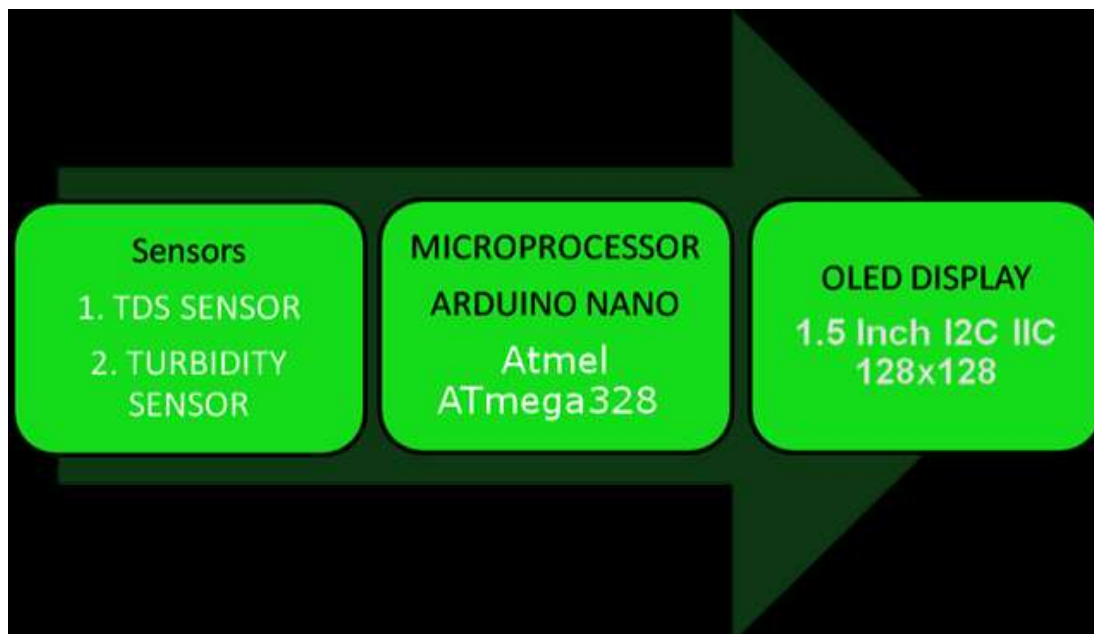 Sensors
1. TDS SENSOR
2. TURBIDITY
SENSOR
MICROPROCESSOR
ARDUINO NANO
Atmel
ATmega328
OLED DISPLAY
1.5 Inch I2C IIC
128x128